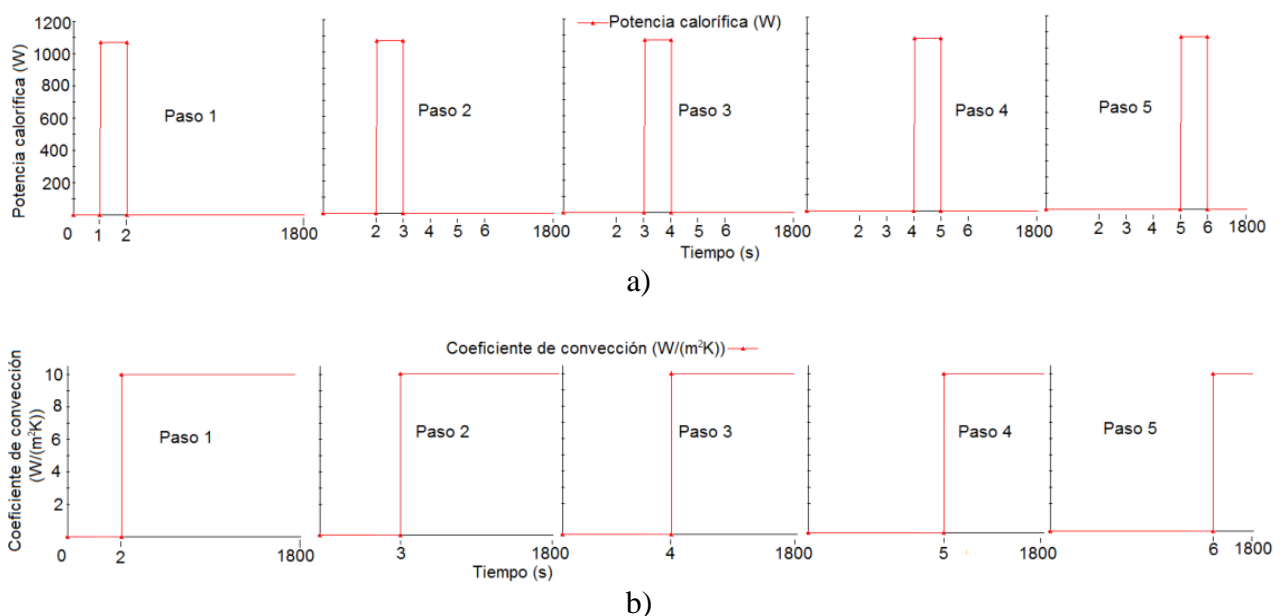 Potencia calorífica (W)
1200
1000
800
600
400
200
Potencia calorífica (W)
Paso 1
Paso 2
Paso 3
Paso 4
Paso 5
0 1 2 1800
2 3 4 5 6 1800
2 3 4 5 6 1800
2 3 4 5 6 1800
2 3 4 5 6 1800
Tiempo (s)
a)
Coeficiente de convección (W/(m²K))
Coeficiente de convección
(W/(m²K))
10
8
6
4
2
Paso 1
Paso 2
Paso 3
Paso 4
Paso 5
0 2 1800
3 1800
4 1800
5 1800
6 1800
Tiempo (s)
b)